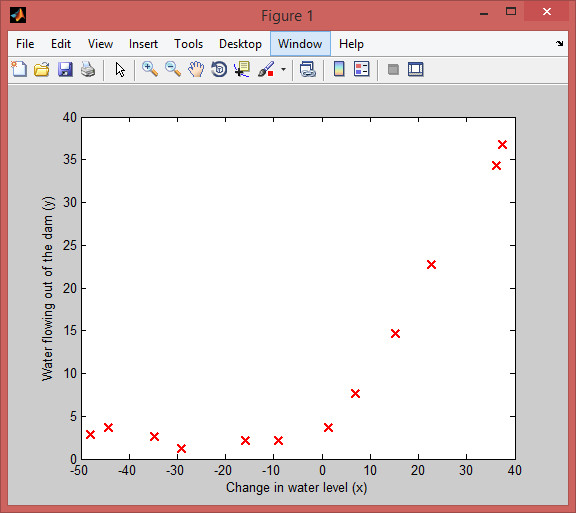 Figure 1
File Edit View Insert Tools Desktop Window Help
40
35
30
25
20
15
10
5
0
Water flowing out of the dam (y)
-50 -40 -30 -20 -10 0 10 20 30 40
Change in water level (x)